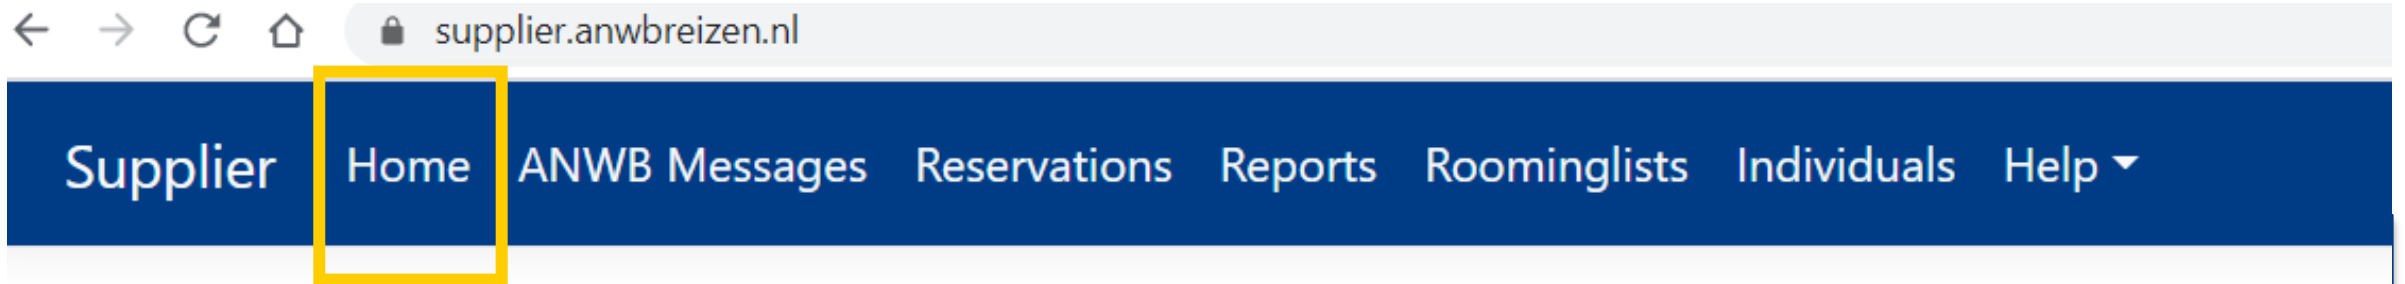 supplier.anwbreizen.nl
Supplier Home ANWB Messages Reservations Reports Roominglists Individuals Help